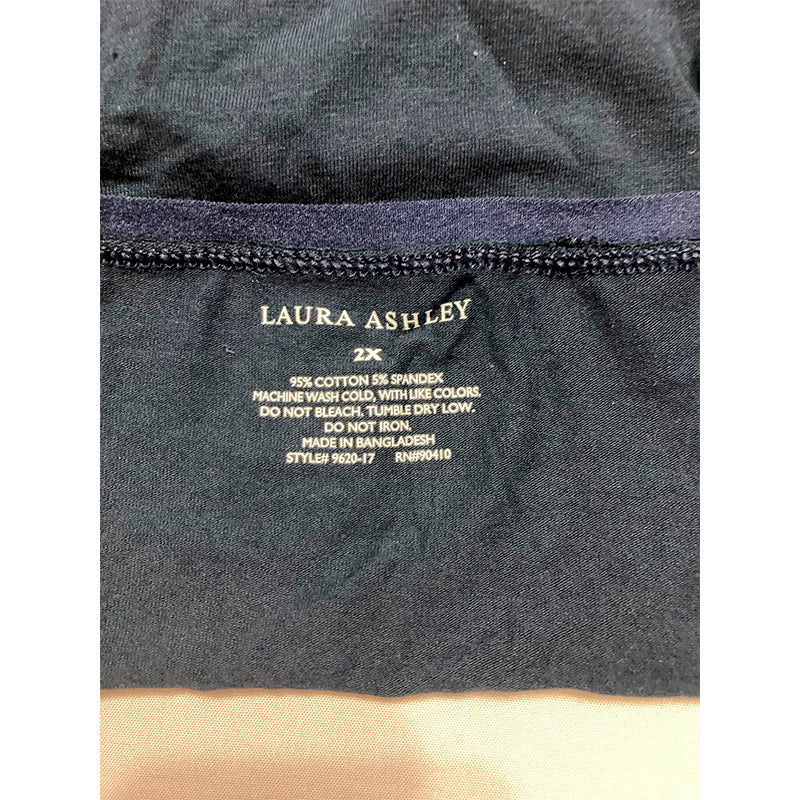 LAURA ASHLEY
2X
95% COTTON 5% SPANDEX
MACHINE WASH COLD, WITH LIKE COLORS.
DO NOT BLEACH. TUMBLE DRY LOW.
DO NOT IRON.
MADE IN BANGLADESH
STYLE# 9620-17 RN#90410